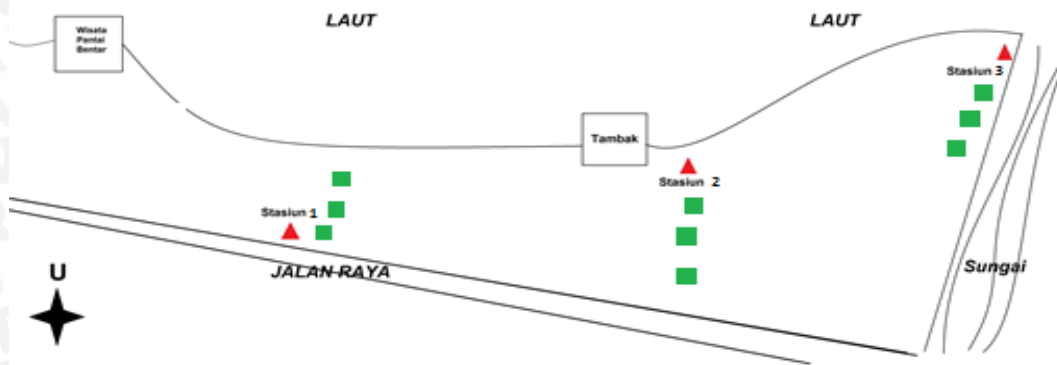 LAUT
LAUT
Wisata
Pantai
Bentar
Stasiun 3
Tambak
Stasiun 2
Stasiun 1
JALAN RAYA
Sungai
U